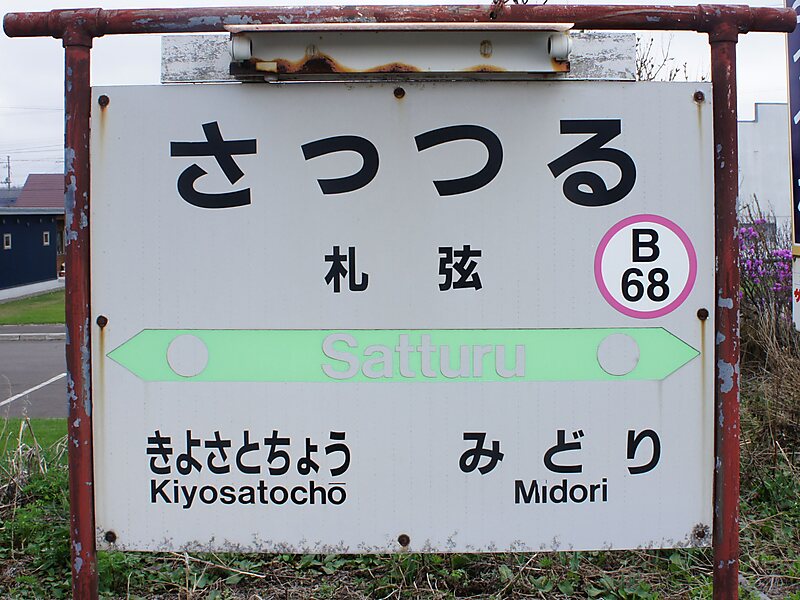 さっつる
札弦
B
68
Satturu
きよさとちょう
みどり
Kiyosatochō
Midori